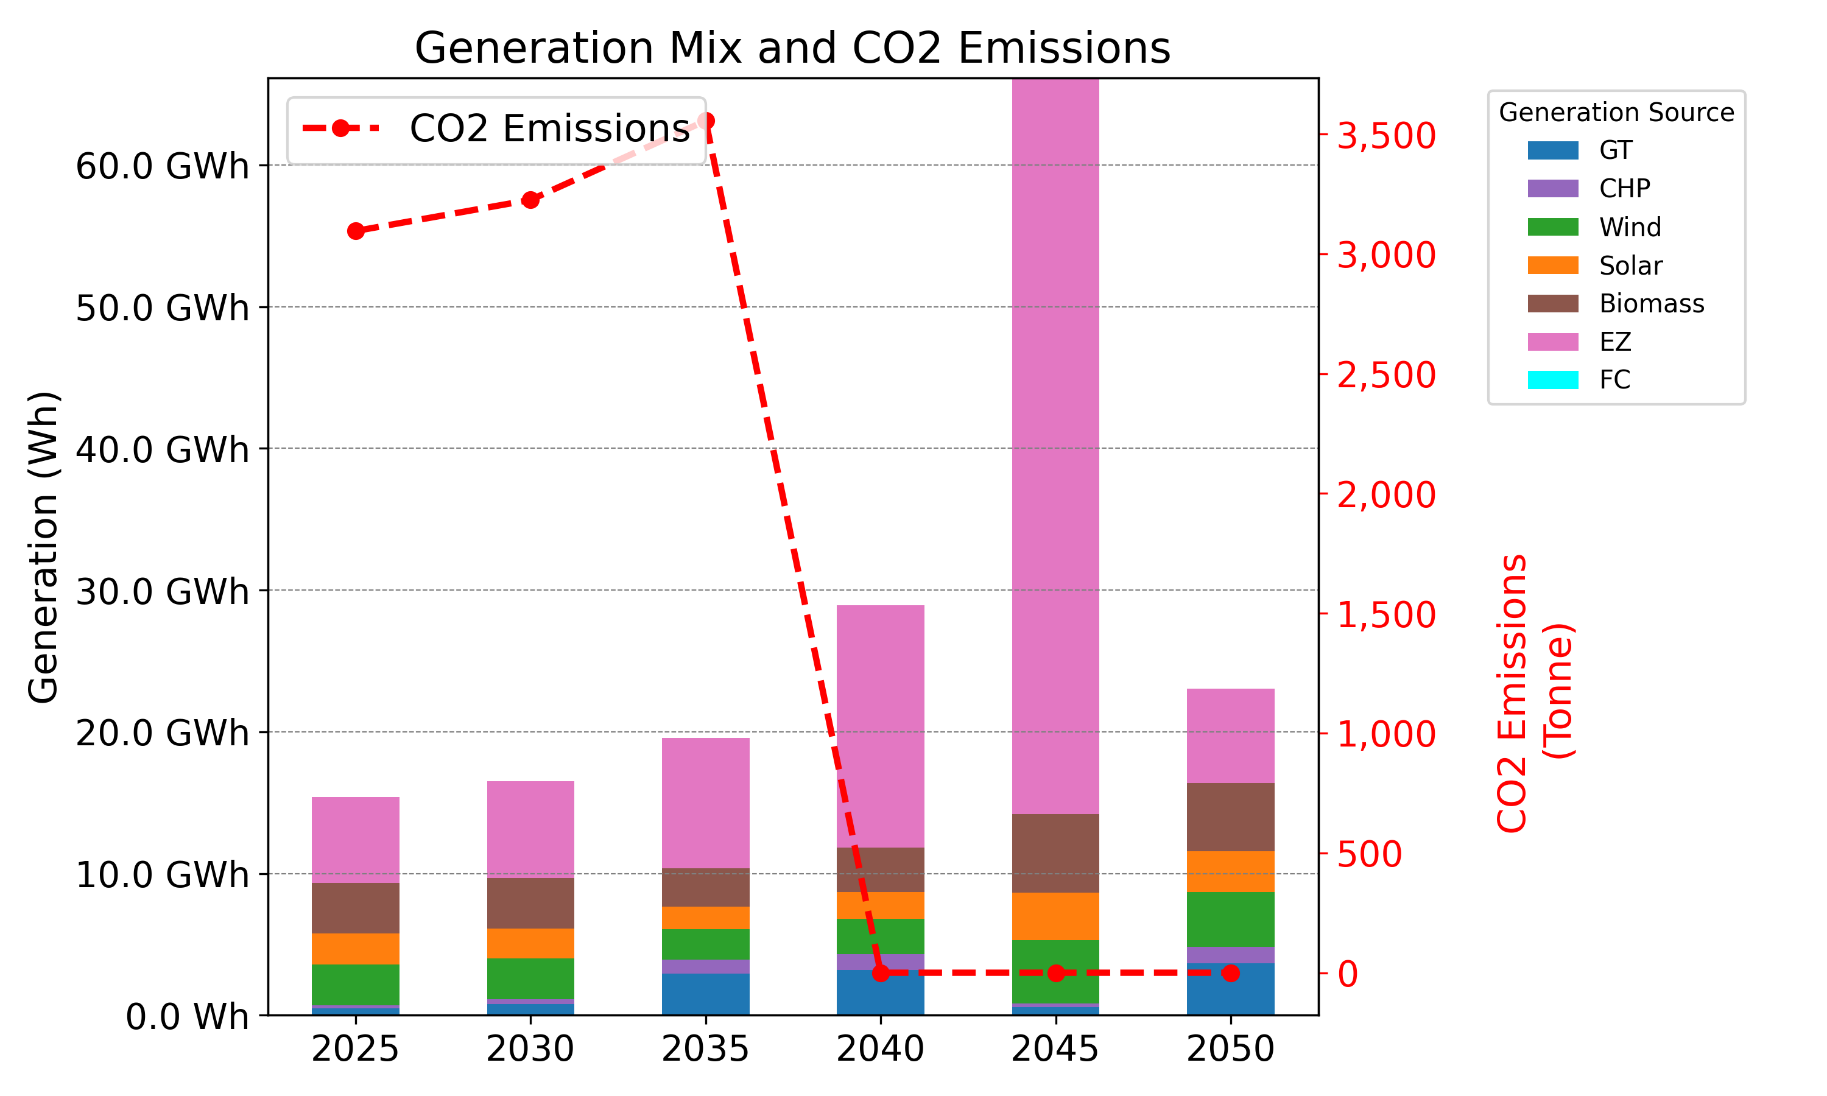 Generation Mix and CO2 Emissions
CO2 Emissions
60.0 GWh
50.0 GWh
40.0 GWh
30.0 GWh
20.0 GWh
10.0 GWh
0.0 Wh
Generation (Wh)
2025 2030 2035 2040 2045 2050
3,500
3,000
2,500
2,000
1,500
1,000
500
0
CO2 Emissions
(Tonne)
Generation Source
GT
CHP
Wind
Solar
Biomass
EZ
FC